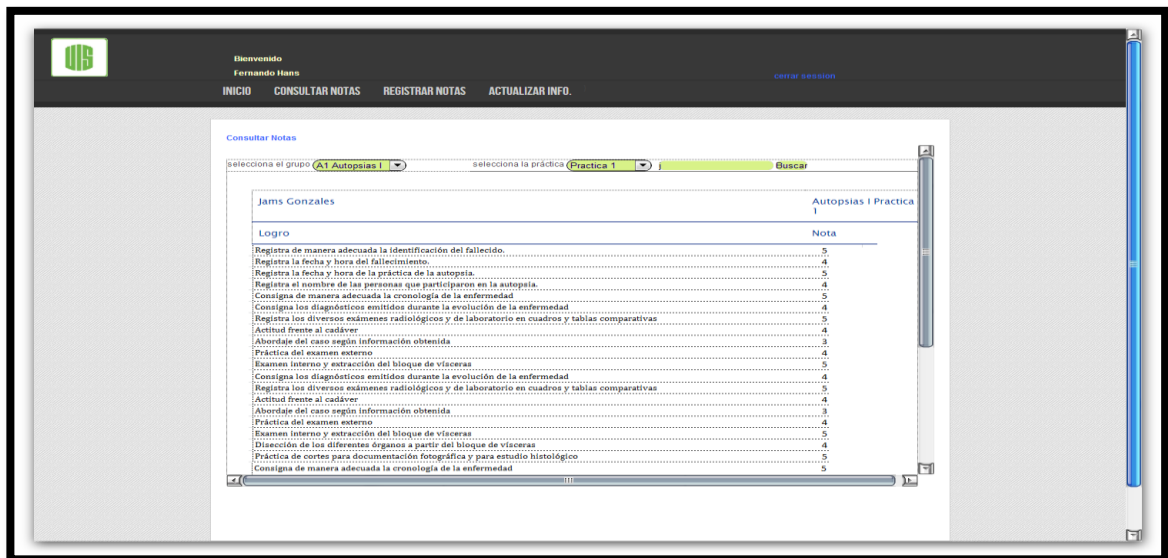 UIS
Bienvenido
Fernando Hans
cerrar session
INICIO CONSULTAR NOTAS REGISTRAR NOTAS ACTUALIZAR INFO.
Consultar Notas
selecciona el grupo A1 Autopsias I selecciona la práctica Practica 1 j Buscar
Jams Gonzales Autopsias I Practica
1
Logro Nota
Registra de manera adecuada la identificación del fallecido. 5
Registra la fecha y hora del fallecimiento. 4
Registra la fecha y hora de la práctica de la autopsia. 5
Registra el nombre de las personas que participaron en la autopsia. 4
Consigna de manera adecuada la cronología de la enfermedad 5
Consigna los diagnósticos emitidos durante la evolución de la enfermedad 4
Registra los diversos exámenes radiológicos y de laboratorio en cuadros y tablas comparativas 5
Actitud frente al cadáver 4
Abordaje del caso según información obtenida 3
Práctica del examen externo 4
Examen interno y extracción del bloque de vísceras 5
Consigna los diagnósticos emitidos durante la evolución de la enfermedad 4
Registra los diversos exámenes radiológicos y de laboratorio en cuadros y tablas comparativas 5
Actitud frente al cadáver 4
Abordaje del caso según información obtenida 3
Práctica del examen externo 4
Examen interno y extracción del bloque de vísceras 5
Disección de los diferentes órganos a partir del bloque de vísceras 4
Práctica de cortes para documentación fotográfica y para estudio histológico 5
Consigna de manera adecuada la cronología de la enfermedad 5